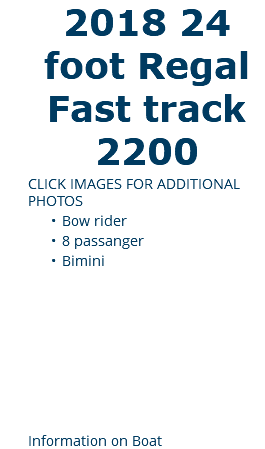 2018 24
foot Regal
Fast track
2200
CLICK IMAGES FOR ADDITIONAL
PHOTOS
• Bow rider
• 8 passanger
• Bimini
Information on Boat